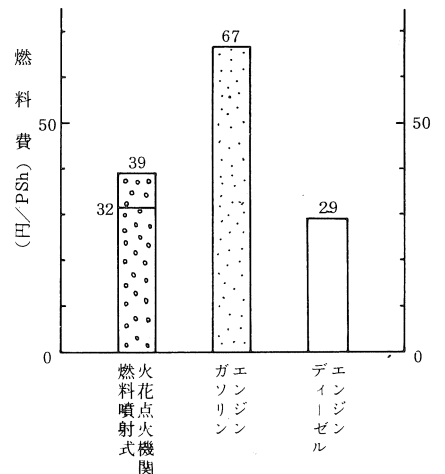 燃料費(円/PSh)
50
0
50
0
39
32
67
29
燃料噴射式
火花点火機関
ガソリン
エンジン
ディーゼル
エンジン